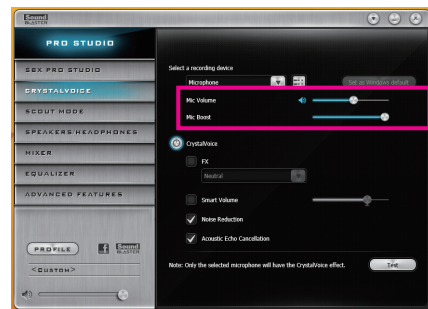 Sound
BLASTER
PRO STUDIO
SBX PRO STUDIO
CRYSTALVOICE
SCOUT MODE
SPEAKERS/HEADPHONES
MIXER
EQUALIZER
ADVANCED FEATURES
PROFILE
f
Sound
BLASTER
<CUSTOM>
Select a recording device
Microphone
Set as Windows default
Mic Volume
Mic Boost
CrystalVoice
FX
Neutral
Smart Volume
Noise Reduction
Acoustic Echo Cancellation
Note: Only the selected microphone will have the CrystalVoice effect.
Test